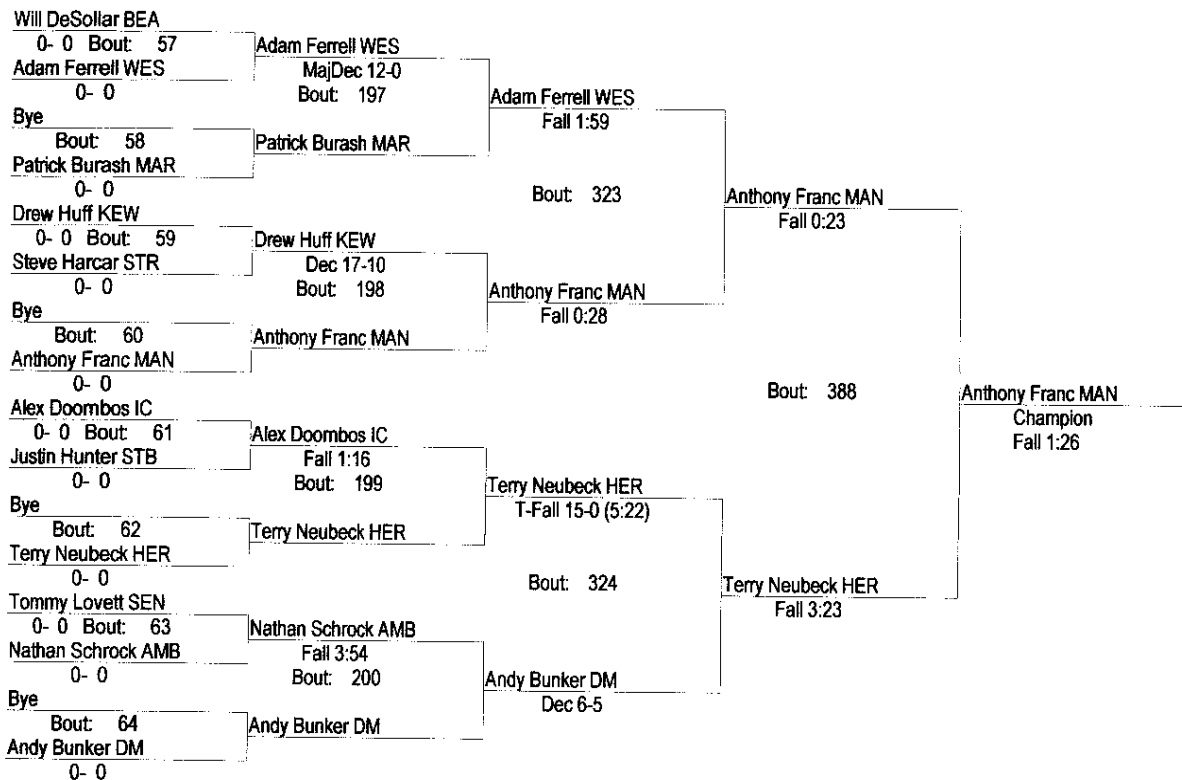 Will DeSollar BEA
0- 0 Bout: 57
Adam Ferrell WES
0- 0
Bye
Bout: 58
Patrick Burash MAR
0- 0
Drew Huff KEW
0- 0 Bout: 59
Steve Harcar STR
0- 0
Bye
Bout: 60
Anthony Franc MAN
0- 0
Alex Doombos IC
0- 0 Bout: 61
Justin Hunter STB
0- 0
Bye
Bout: 62
Terry Neubeck HER
0- 0
Tommy Lovett SEN
0- 0 Bout: 63
Nathan Schrock AMB
0- 0
Bye
Bout: 64
Andy Bunker DM
0- 0
Adam Ferrell WES
MajDec 12-0
Bout: 197
Patrick Burash MAR
Drew Huff KEW
Dec 17-10
Bout: 198
Anthony Franc MAN
Alex Doombos IC
Fall 1:16
Bout: 199
Terry Neubeck HER
Nathan Schrock AMB
Fall 3:54
Bout: 200
Andy Bunker DM
Adam Ferrell WES
Fall 1:59
Bout: 323
Anthony Franc MAN
Fall 0:28
Terry Neubeck HER
T-Fall 15-0 (5:22)
Bout: 324
Andy Bunker DM
Dec 6-5
Anthony Franc MAN
Fall 0:23
Bout: 388
Terry Neubeck HER
Fall 3:23
Anthony Franc MAN
Champion
Fall 1:26